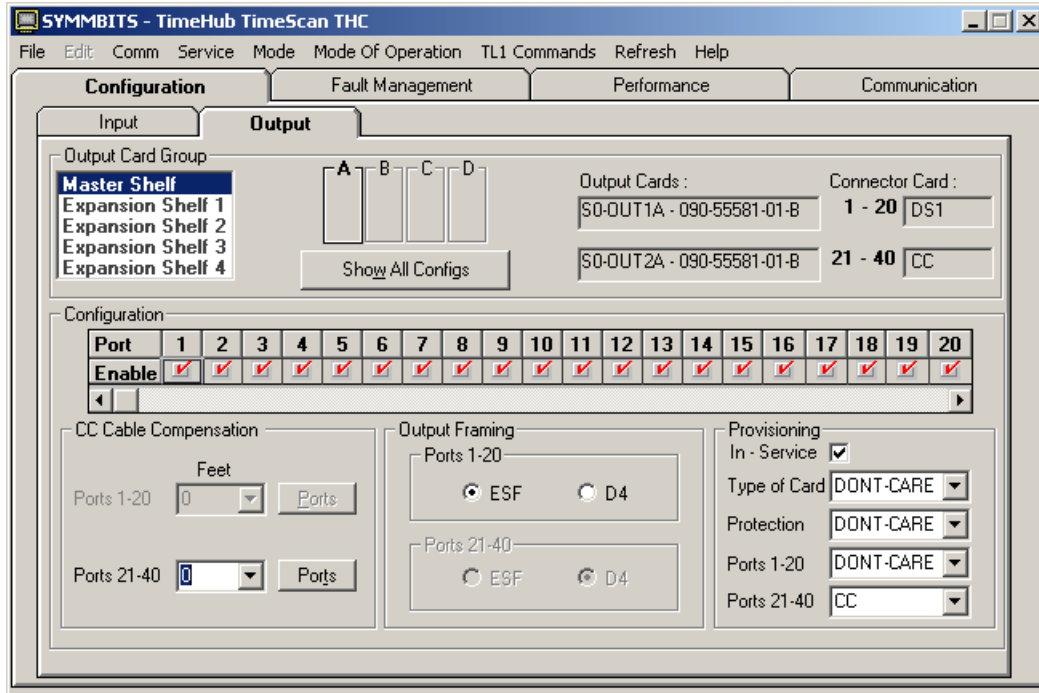 SYMMBITS - TimeHub TimeScan THC
File Edit Comm Service Mode Mode Of Operation TL1 Commands Refresh Help
Configuration Fault Management Performance Communication
Input Output
Output Card Group
Master Shelf
Expansion Shelf 1
Expansion Shelf 2
Expansion Shelf 3
Expansion Shelf 4
A B C D
Show All Configs
Output Cards : Connector Card :
S0-OUT1A - 090-55581-01-B 1 - 20 DS1
S0-OUT2A - 090-55581-01-B 21 - 40 CC
Configuration
Port 1 2 3 4 5 6 7 8 9 10 11 12 13 14 15 16 17 18 19 20
Enable
CC Cable Compensation
Feet
Ports 1-20 0 Ports
Ports 21-40 0 Ports
Output Framing
Ports 1-20
ESF D4
Ports 21-40
ESF D4
Provisioning
In - Service
Type of Card DONT-CARE
Protection DONT-CARE
Ports 1-20 DONT-CARE
Ports 21-40 CC